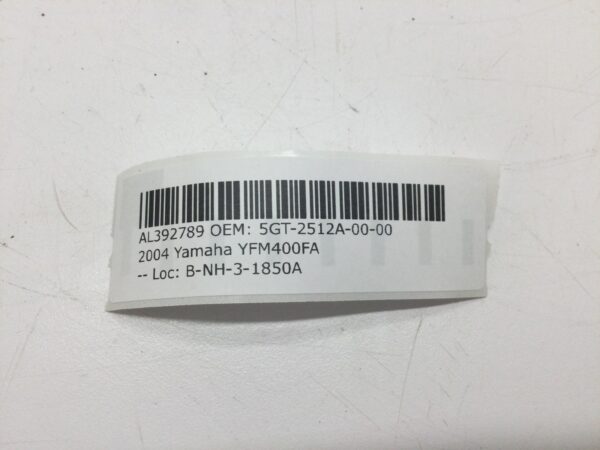 AL392789 OEM: 5GT-2512A-00-00
2004 Yamaha YFM400FA
-- Loc: B-NH-3-1850A